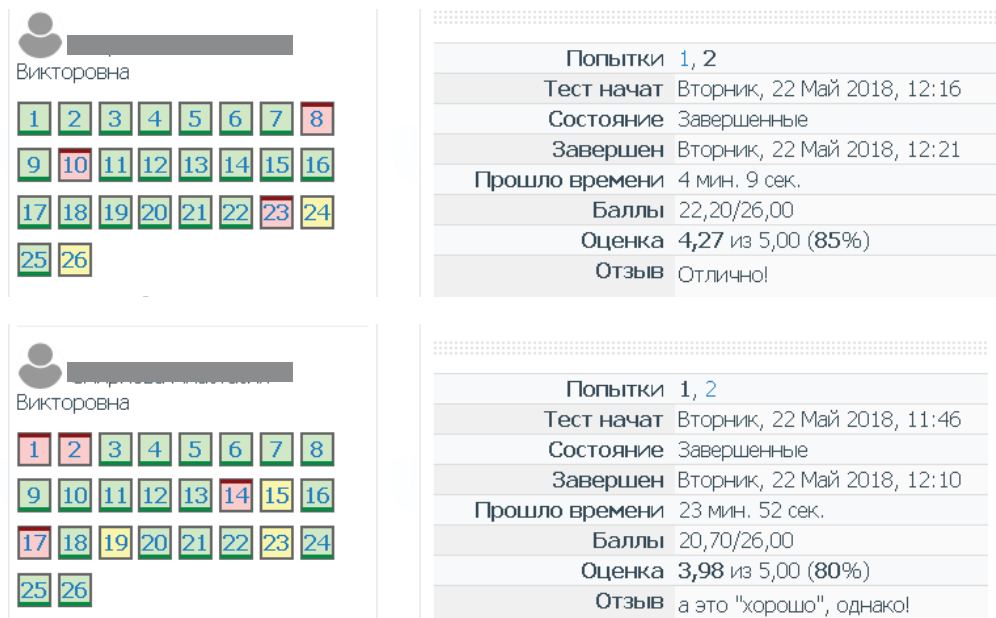 Викторовна
1 2 3 4 5 6 7 8
9 10 11 12 13 14 15 16
17 18 19 20 21 22 23 24
25 26
Попытки 1, 2
Тест начат Вторник, 22 Май 2018, 12:16
Состояние Завершенные
Завершен Вторник, 22 Май 2018, 12:21
Прошло времени 4 мин. 9 сек.
Баллы 22,20/26,00
Оценка 4,27 из 5,00 (85%)
Отзыв Отлично!
Викторовна
1 2 3 4 5 6 7 8
9 10 11 12 13 14 15 16
17 18 19 20 21 22 23 24
25 26
Попытки 1, 2
Тест начат Вторник, 22 Май 2018, 11:46
Состояние Завершенные
Завершен Вторник, 22 Май 2018, 12:10
Прошло времени 23 мин. 52 сек.
Баллы 20,70/26,00
Оценка 3,98 из 5,00 (80%)
Отзыв а это "хорошо", однако!